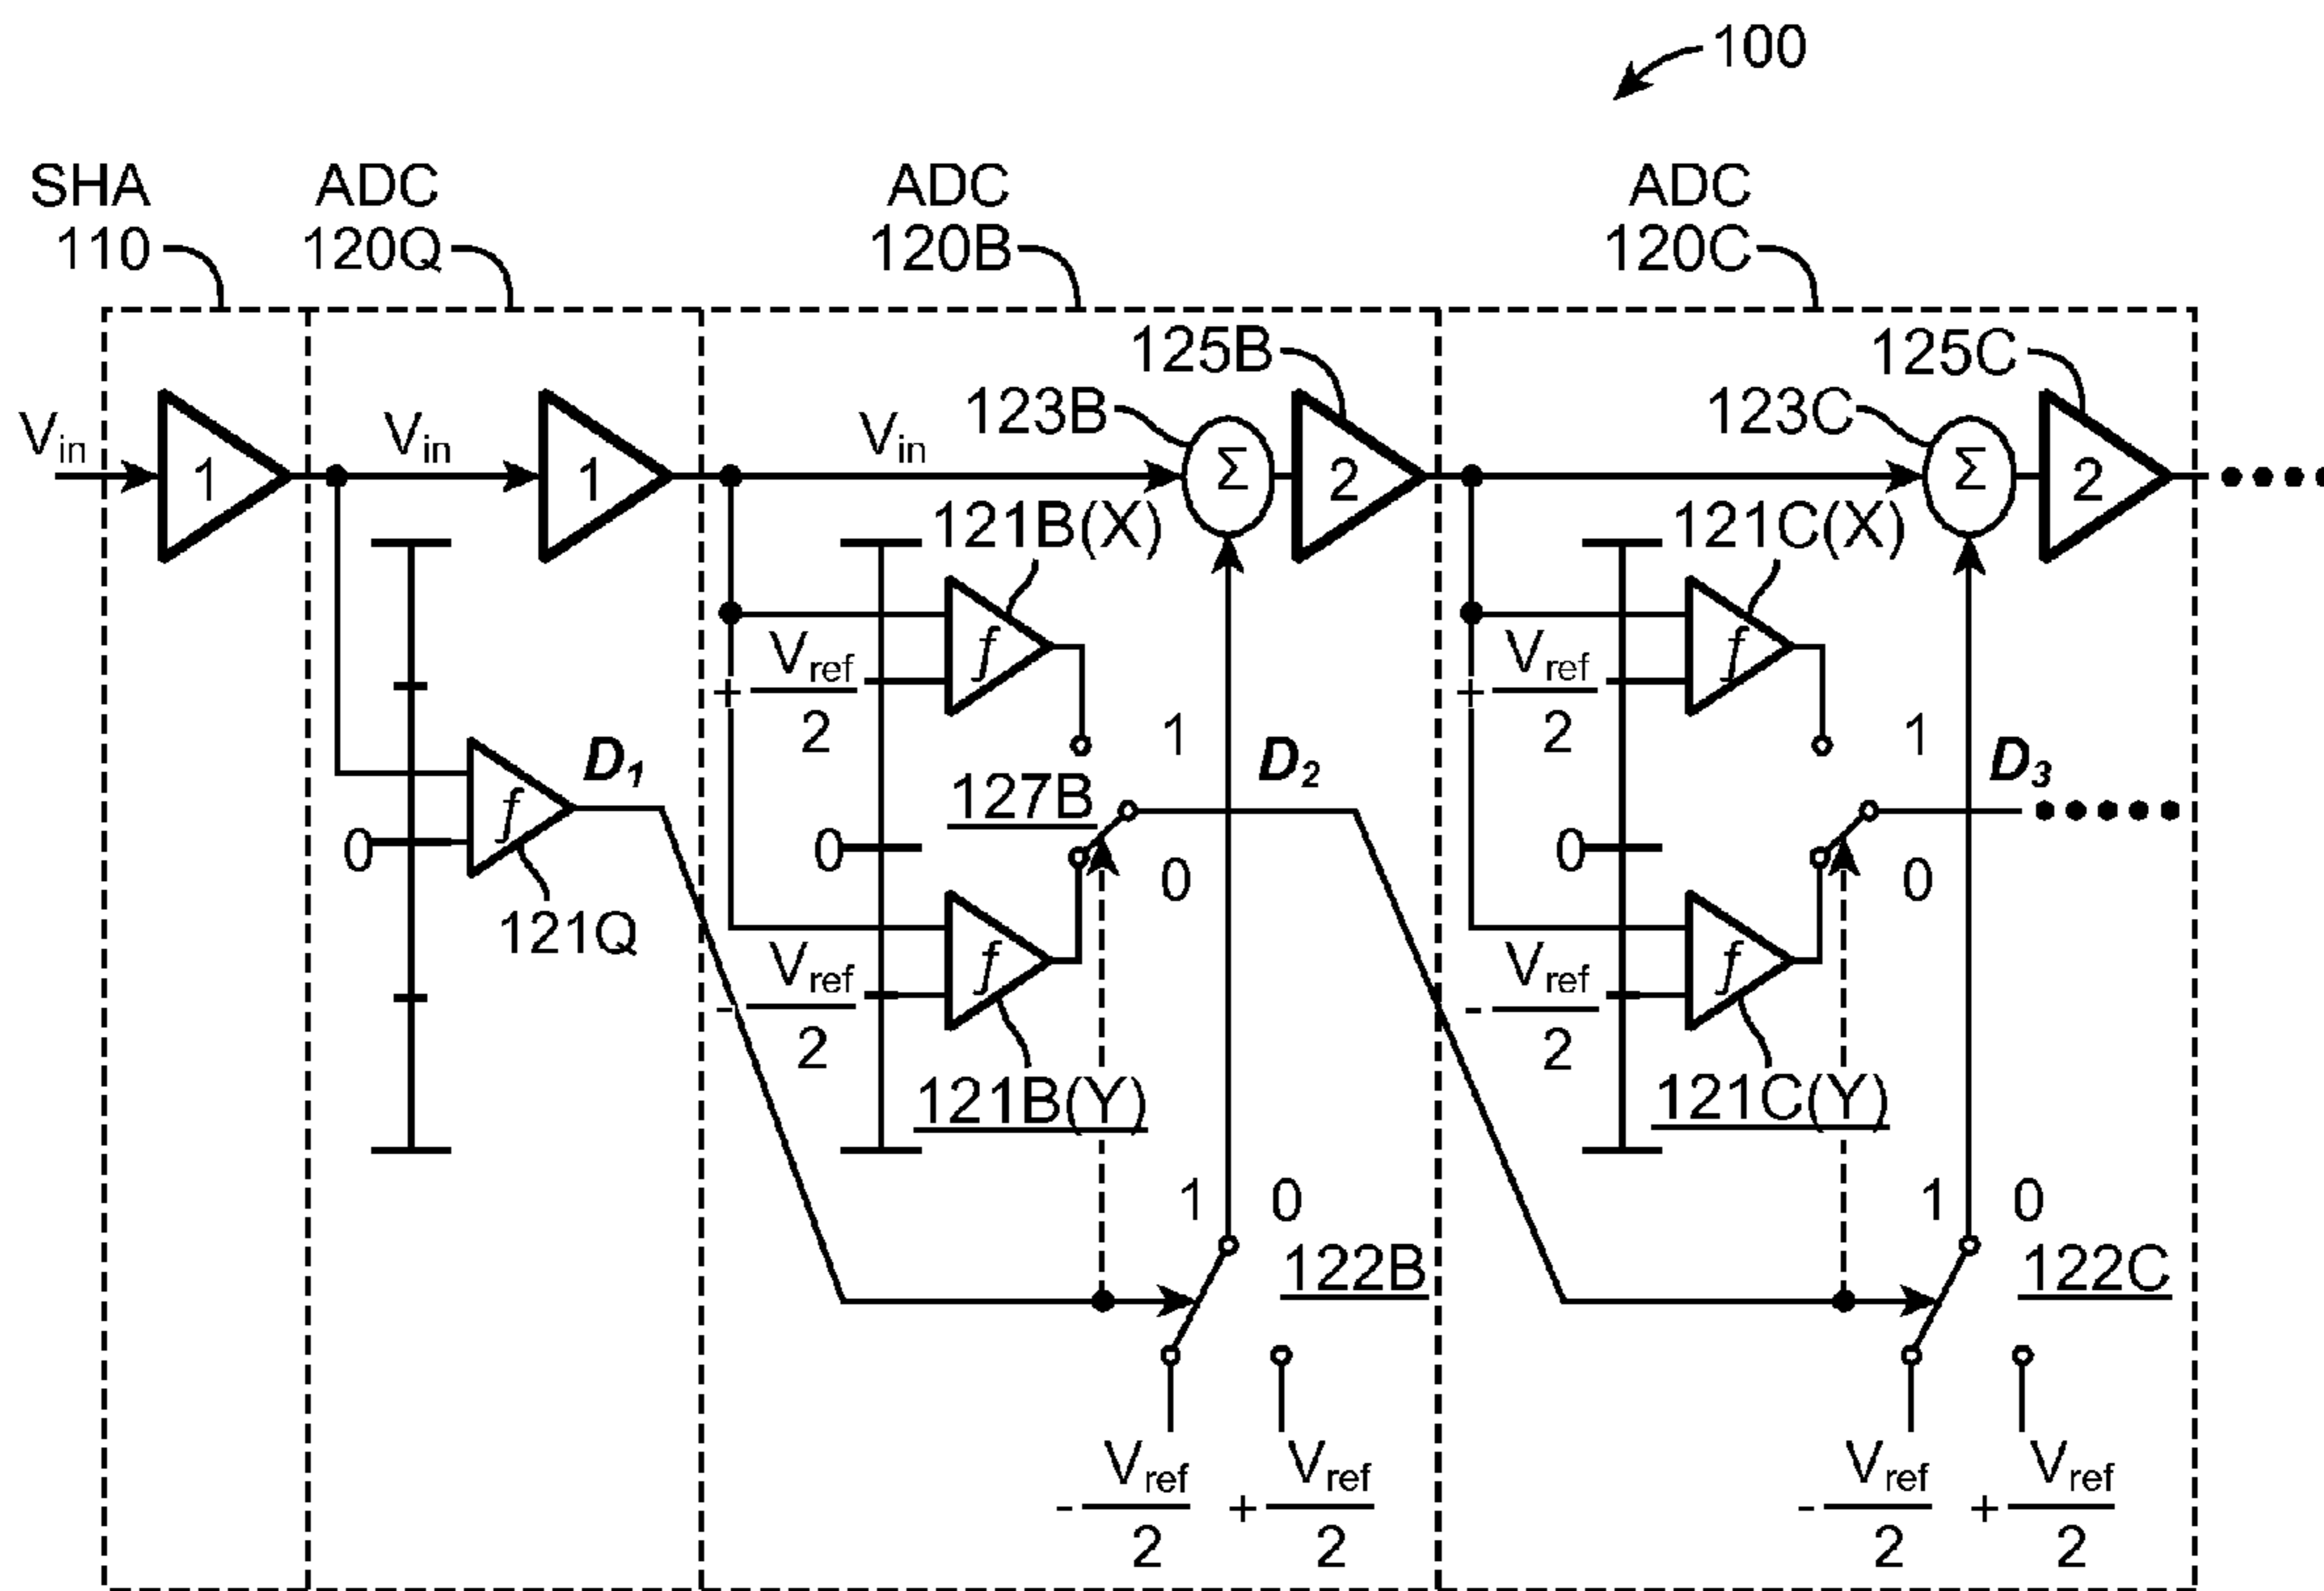 100
SHA
110
ADC
120Q
ADC
120B
ADC
120C
125B
125C
123B
123C
Vin
1
Vin
1
Vin
Σ
2
Σ
2
121B(X)
121C(X)
f
f
+ Vref
2
+ Vref
2
1
1
D1
D2
D3
127B
f
0
0
0
0
0
121Q
f
f
- Vref
2
- Vref
2
121B(Y)
121C(Y)
1
0
1
0
122B
122C
- Vref
2
+ Vref
2
- Vref
2
+ Vref
2